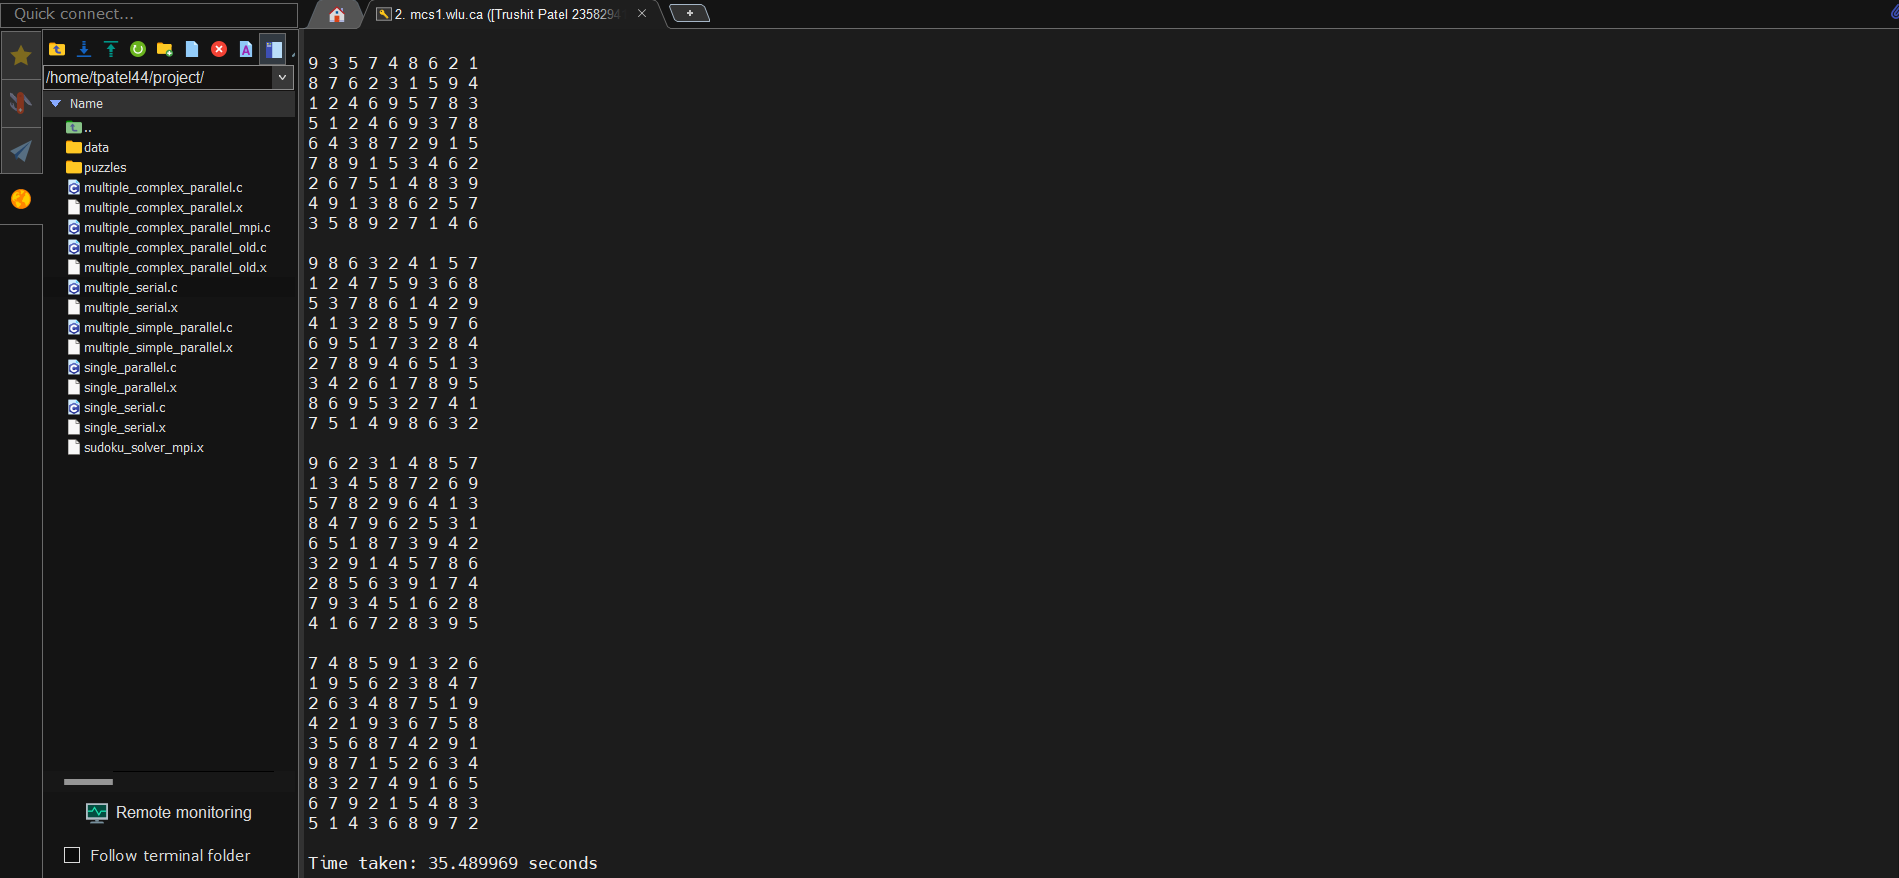 Quick connect...
2. mcs1.wlu.ca ([Trushit Patel 2358294
/home/tpatel44/project/
Name
..
data
puzzles
multiple_complex_parallel.c
multiple_complex_parallel.x
multiple_complex_parallel_mpi.c
multiple_complex_parallel_old.c
multiple_complex_parallel_old.x
multiple_serial.c
multiple_serial.x
multiple_simple_parallel.c
multiple_simple_parallel.x
single_parallel.c
single_parallel.x
single_serial.c
single_serial.x
sudoku_solver_mpi.x
Remote monitoring
Follow terminal folder
9 3 5 7 4 8 6 2 1
8 7 6 2 3 1 5 9 4
1 2 4 6 9 5 7 8 3
5 1 2 4 6 9 3 7 8
6 4 3 8 7 2 9 1 5
7 8 9 1 5 3 4 6 2
2 6 7 5 1 4 8 3 9
4 9 1 3 8 6 2 5 7
3 5 8 9 2 7 1 4 6
9 8 6 3 2 4 1 5 7
1 2 4 7 5 9 3 6 8
5 3 7 8 6 1 4 2 9
4 1 3 2 8 5 9 7 6
6 9 5 1 7 3 2 8 4
2 7 8 9 4 6 5 1 3
3 4 2 6 1 7 8 9 5
8 6 9 5 3 2 7 4 1
7 5 1 4 9 8 6 3 2
9 6 2 3 1 4 8 5 7
1 3 4 5 8 7 2 6 9
5 7 8 2 9 6 4 1 3
8 4 7 9 6 2 5 3 1
6 5 1 8 7 3 9 4 2
3 2 9 1 4 5 7 8 6
2 8 5 6 3 9 1 7 4
7 9 3 4 5 1 6 2 8
4 1 6 7 2 8 3 9 5
7 4 8 5 9 1 3 2 6
1 9 5 6 2 3 8 4 7
2 6 3 4 8 7 5 1 9
4 2 1 9 3 6 7 5 8
3 5 6 8 7 4 2 9 1
9 8 7 1 5 2 6 3 4
8 3 2 7 4 9 1 6 5
6 7 9 2 1 5 4 8 3
5 1 4 3 6 8 9 7 2
Time taken: 35.489969 seconds